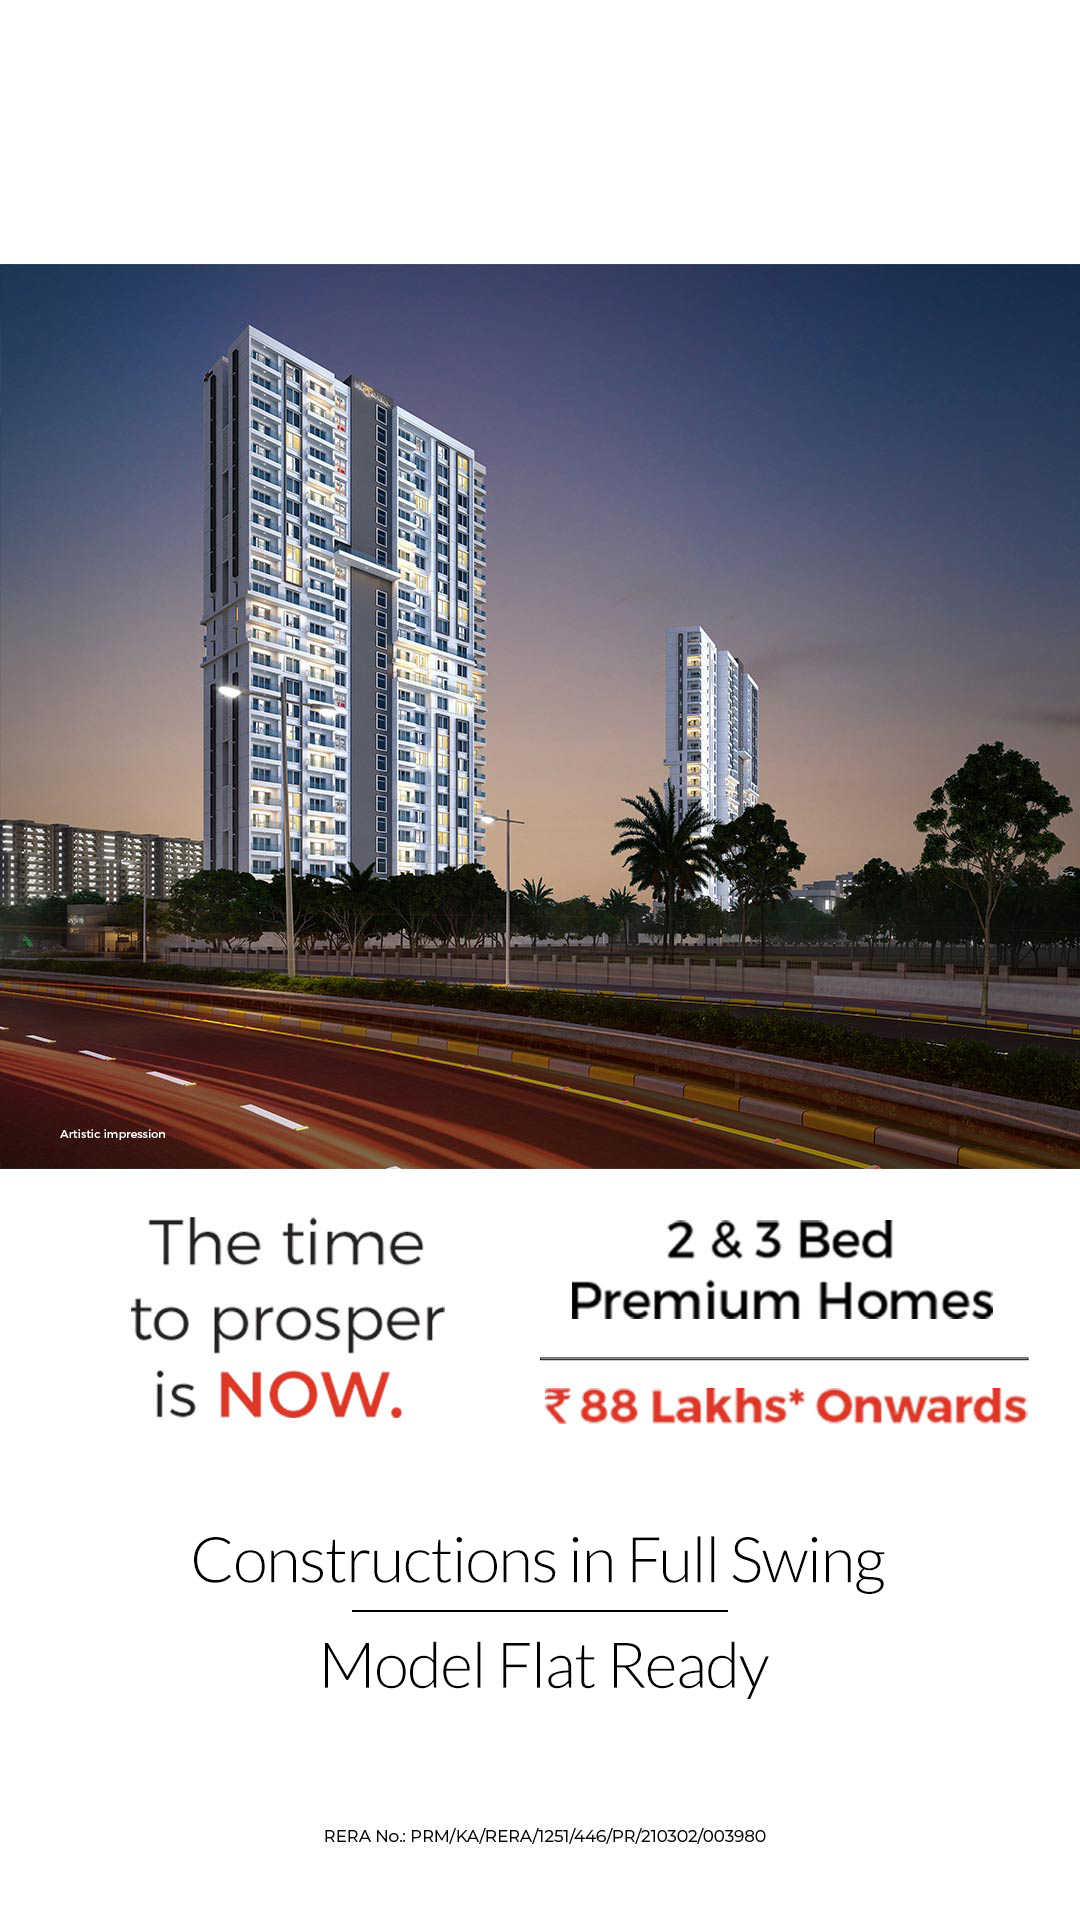 Artistic impression
The time
to prosper
is NOW.
2 & 3 Bed
Premium Homes
₹ 88 Lakhs* Onwards
Constructions in Full Swing
Model Flat Ready
RERA No.: PRM/KA/RERA/1251/446/PR/210302/003980